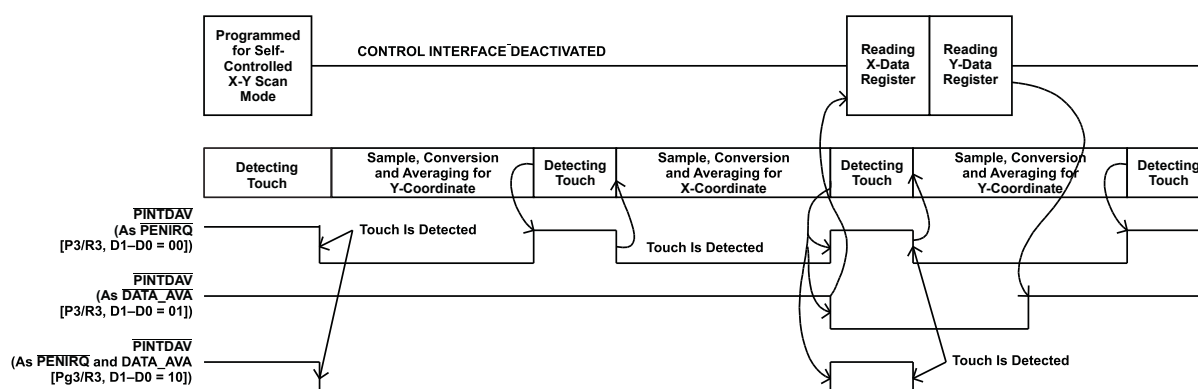 Programmed
for Self-
Controlled
X-Y Scan
Mode
CONTROL INTERFACE DEACTIVATED
Reading
X-Data
Register
Reading
Y-Data
Register
Detecting
Touch
Sample, Conversion
and Averaging for
Y-Coordinate
Detecting
Touch
Sample, Conversion
and Averaging for
X-Coordinate
Detecting
Touch
Sample, Conversion
and Averaging for
Y-Coordinate
Detecting
Touch
PINTDAV
(As PENIRQ
[P3/R3, D1–D0 = 00])
Touch Is Detected
Touch Is Detected
PINTDAV
(As DATA_AVA
[P3/R3, D1–D0 = 01])
PINTDAV
(As PENIRQ and DATA_AVA
[Pg3/R3, D1–D0 = 10])
Touch Is Detected